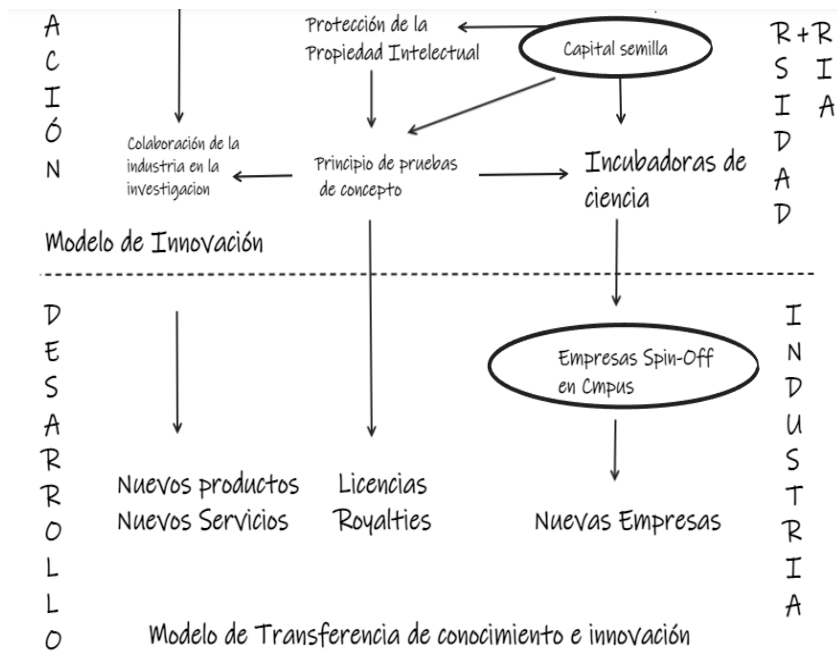 A
C
I
Ó
N
Protección de la
Propiedad Intelectual
Capital semilla
R+R
S I
I A
D
A
D
Colaboración de la
industria en la
investigacion
Principio de pruebas
de concepto
Incubadoras de
ciencia
Modelo de Innovación
D
E
S
A
R
R
O
L
L
O
Empresas Spin-Off
en Cmpus
I
N
D
U
S
T
R
I
A
Nuevos productos
Nuevos Servicios
Licencias
Royalties
Nuevas Empresas
Modelo de Transferencia de conocimiento e innovación